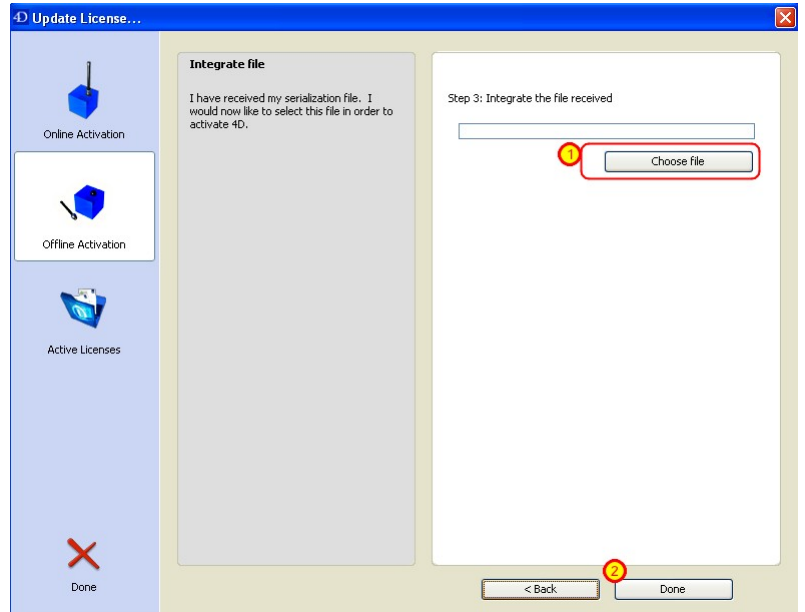 4D Update License...
Online Activation
Offline Activation
Active Licenses
Done
Integrate file
I have received my serialization file. I
would now like to select this file in order to
activate 4D.
Step 3: Integrate the file received
1
Choose file
2
< Back
Done